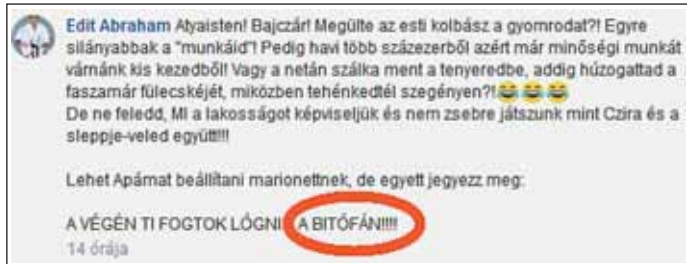 Edit Abraham Atyaisten! Bajczár! Megülte az esti kolbász a gyomrodat?! Egyre
silányabbak a "munkáid"! Pedig havi több százezerből azért már minőségi munkát
várnánk kis kezedből! Vagy a netán szálka ment a tenyeredbe, addig húzogattad a
faszamár fülecskéjét, miközben tehénkedtél szegényen?!😂😂😂
De ne feledd, MI a lakosságot képviseljük és nem zsebre játszunk mint Czira és a
sleppje-veled együtt!!!!
Lehet Apámat beállítani marionettnek, de egyett jegyezz meg:
A VÉGÉN TI FOGTOK LÓGNI A BITÓFÁN!!!!!
14 órája